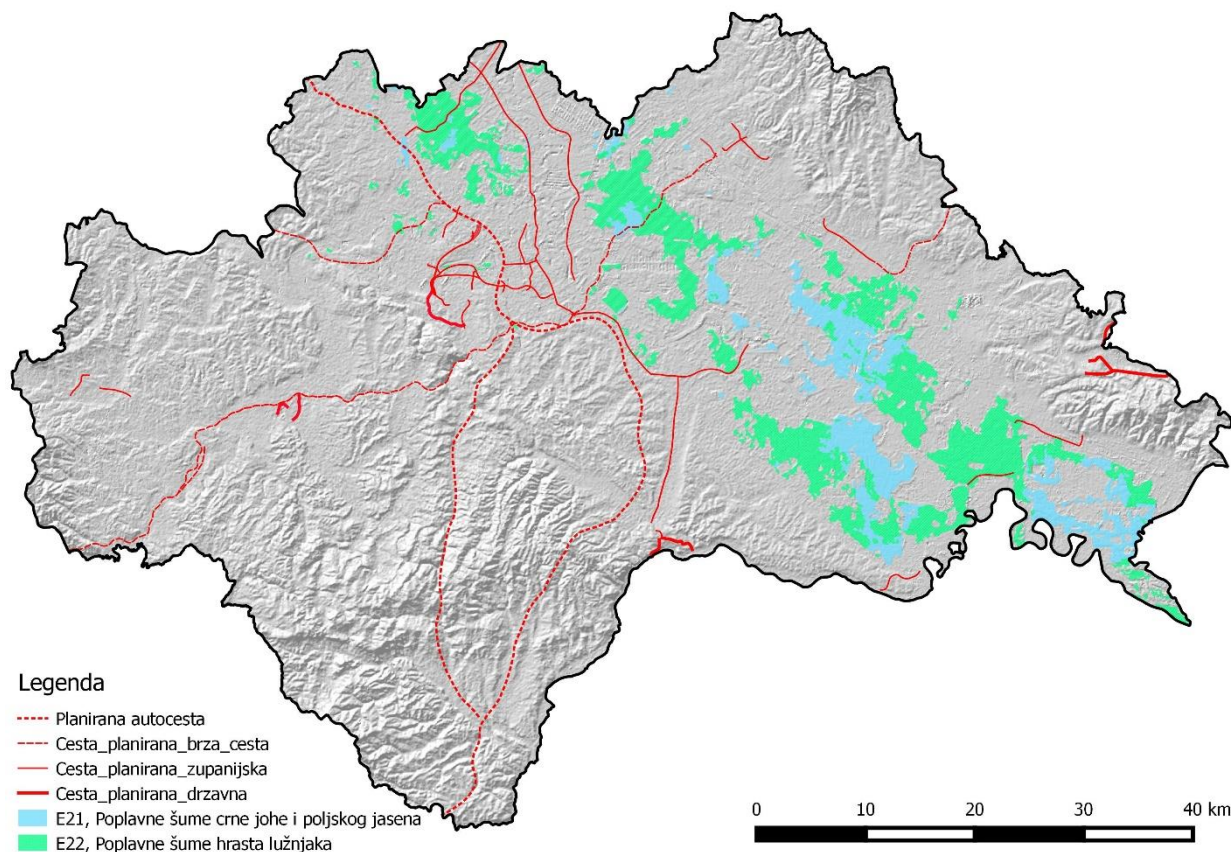 Legenda
Planirana autocesta
Cesta_planirana_brza_cesta
Cesta_planirana_zupanijska
Cesta_planirana_drzavna
E21, Poplavne šume crne johe i poljskog jasena
E22, Poplavne šume hrasta lužnjaka
0 10 20 30 40 km